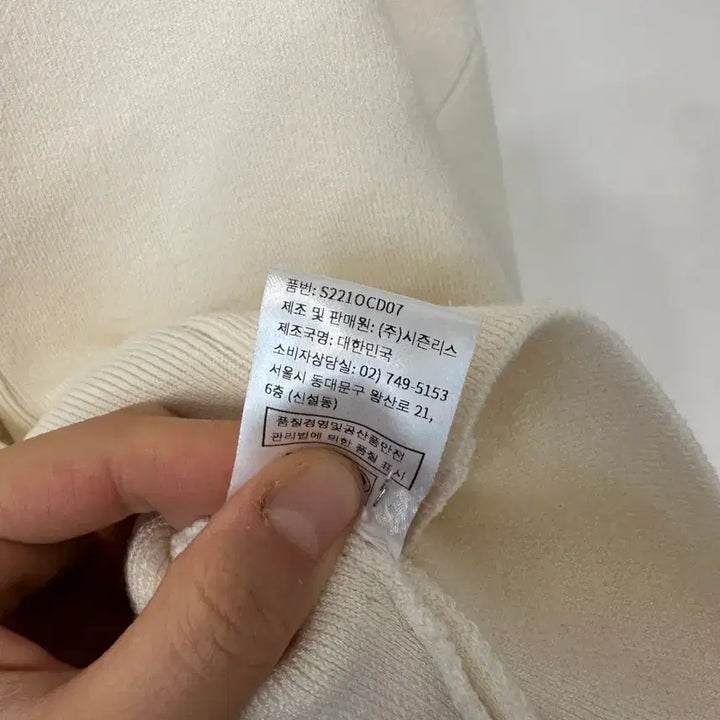 품번: S221OCD07
제조 및 판매원: (주)시즌리스
제조국명: 대한민국
소비자상담실: 02) 749-5153
서울시 동대문구 왕산로 21,
6층 (신설동)
품질경영및공산품안전
관리법에 의한 품질 표시